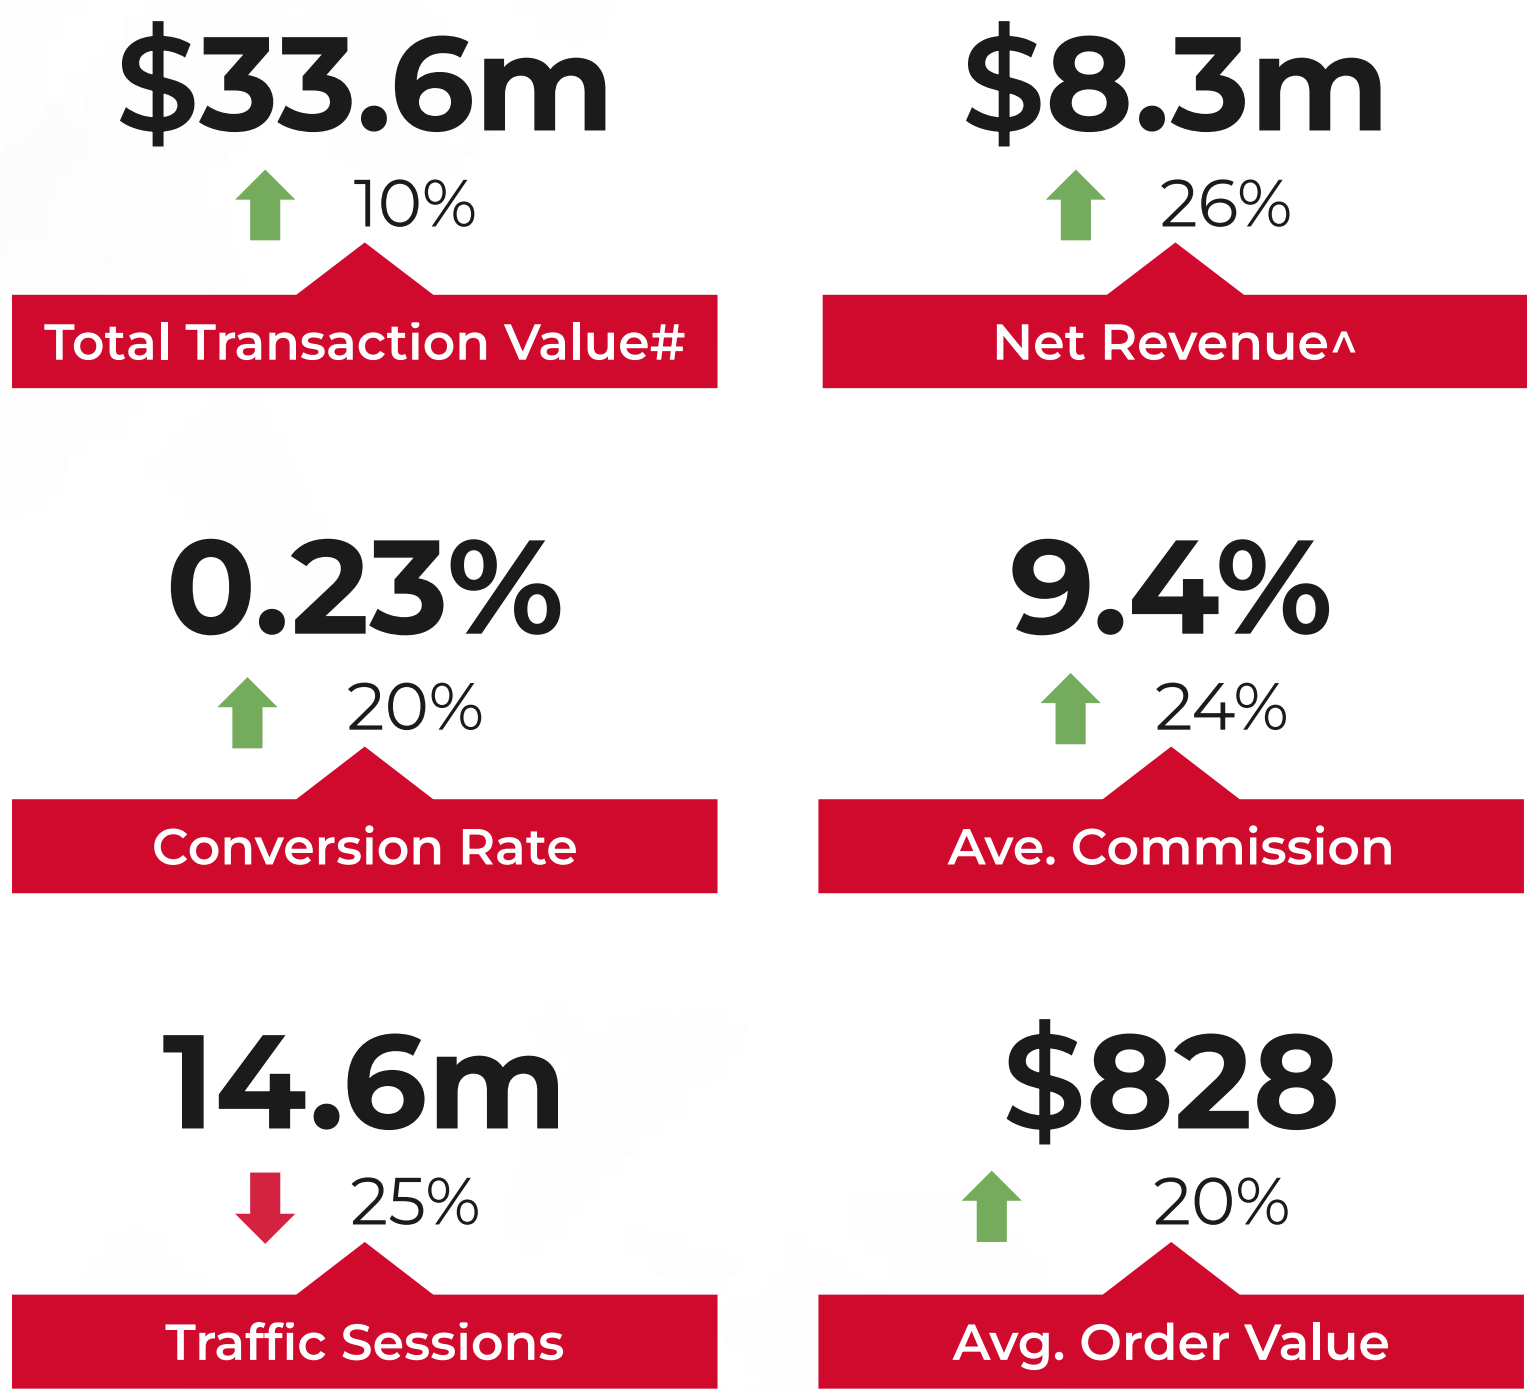 $33.6m
10%
Total Transaction Value#
$8.3m
26%
Net Revenue^
0.23%
20%
Conversion Rate
9.4%
24%
Ave. Commission
14.6m
25%
Traffic Sessions
$828
20%
Avg. Order Value